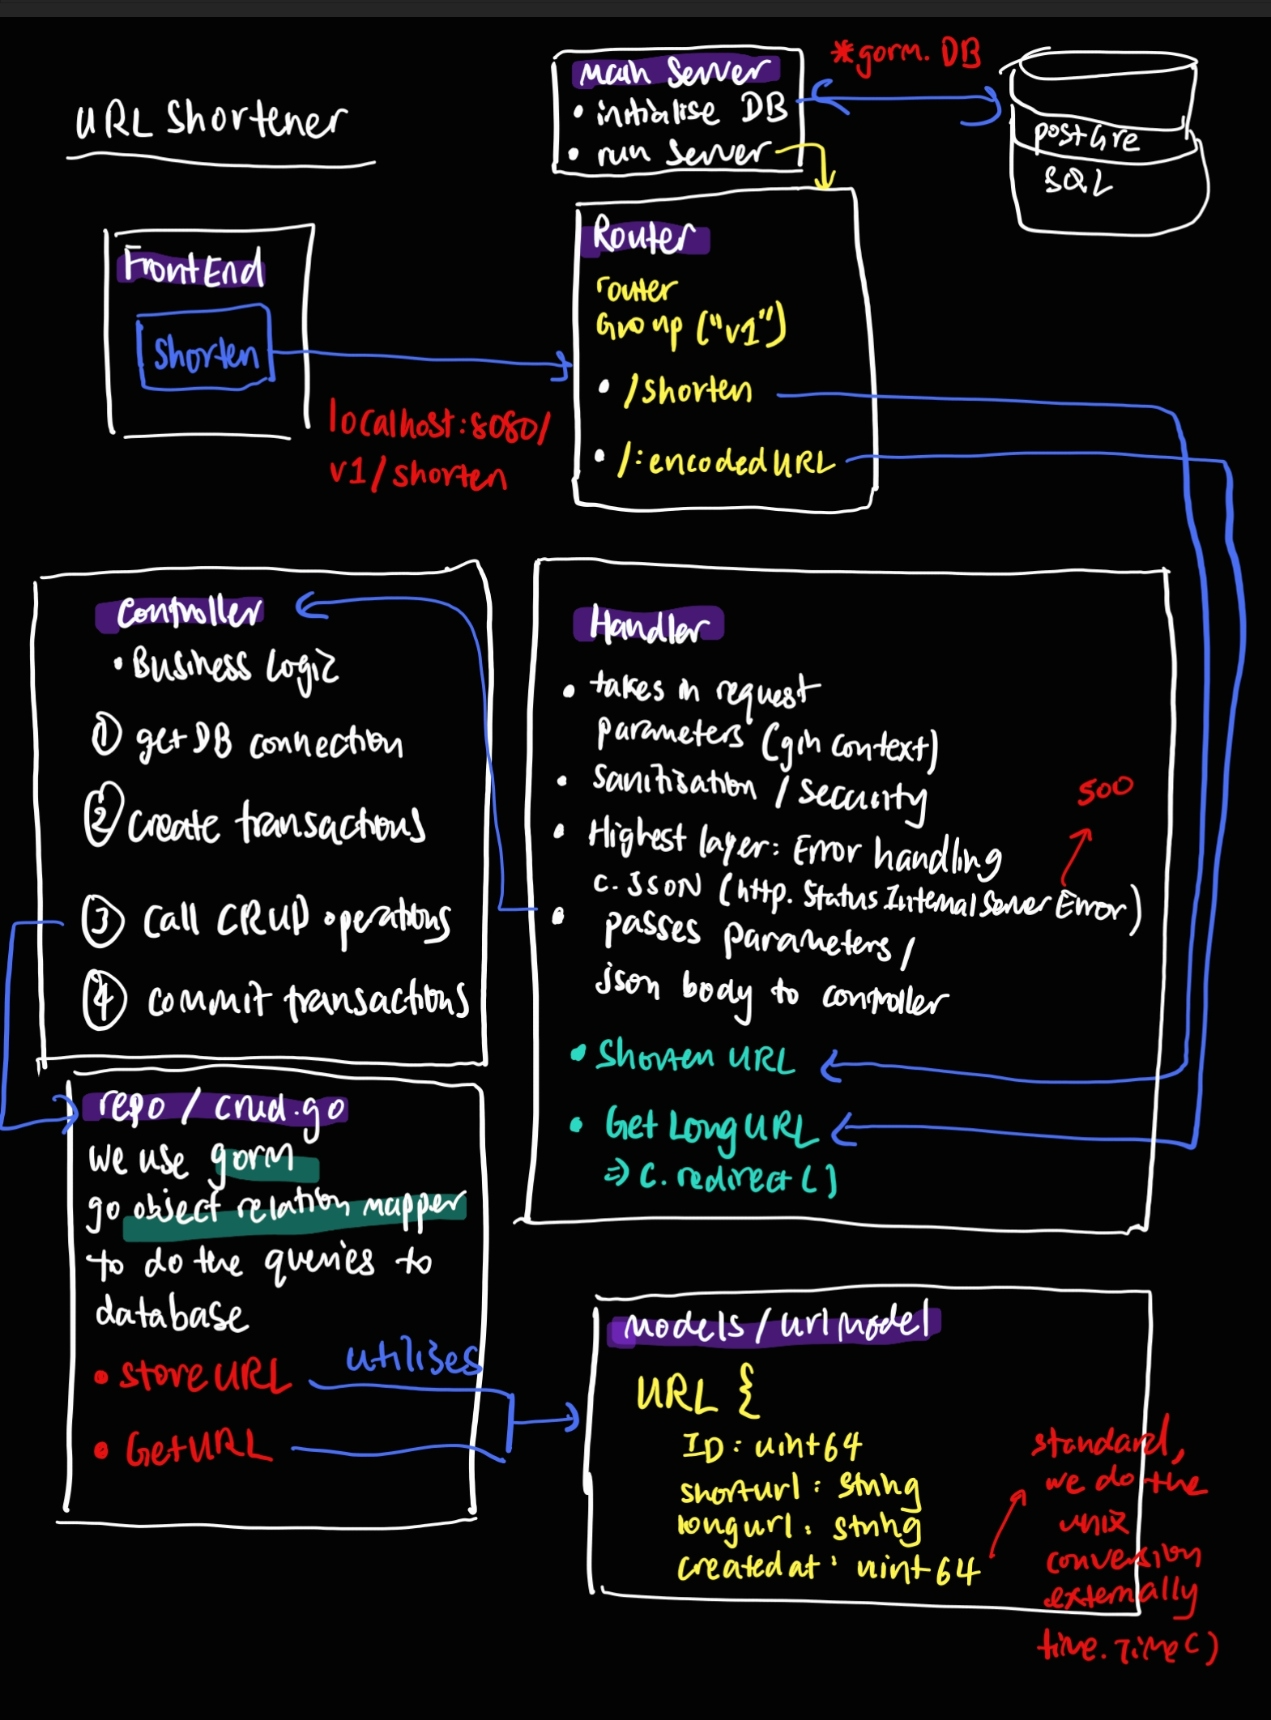 URL Shortener
Main Server
• initialise DB
• run server
*gorm.DB
postgre
SQL
FrontEnd
Shorten
localhost:8080/
v1/shorten
Router
router
Group ("v1")
• /shorten
• /:encodedURL
Controller
• Business Logic
① get DB connection
② create transactions
③ Call CRUD operations
④ commit transactions
Handler
• takes in request
parameters (gin context)
• Sanitisation / security
• Highest layer: Error handling
c.JSON (http.StatusInternalServerError)
500
• passes parameters /
json body to controller
• Shorten URL
• Get Long URL
=> c.redirect()
repo / crud.go
we use gorm
go object relation mapper
to do the queries to
database
• store URL
• Get URL
utilises
models / urlmodel
URL {
ID: uint64
shorturl: string
longurl: string
createdat: uint64
standard,
we do the
unix
conversion
externally
time.Time()